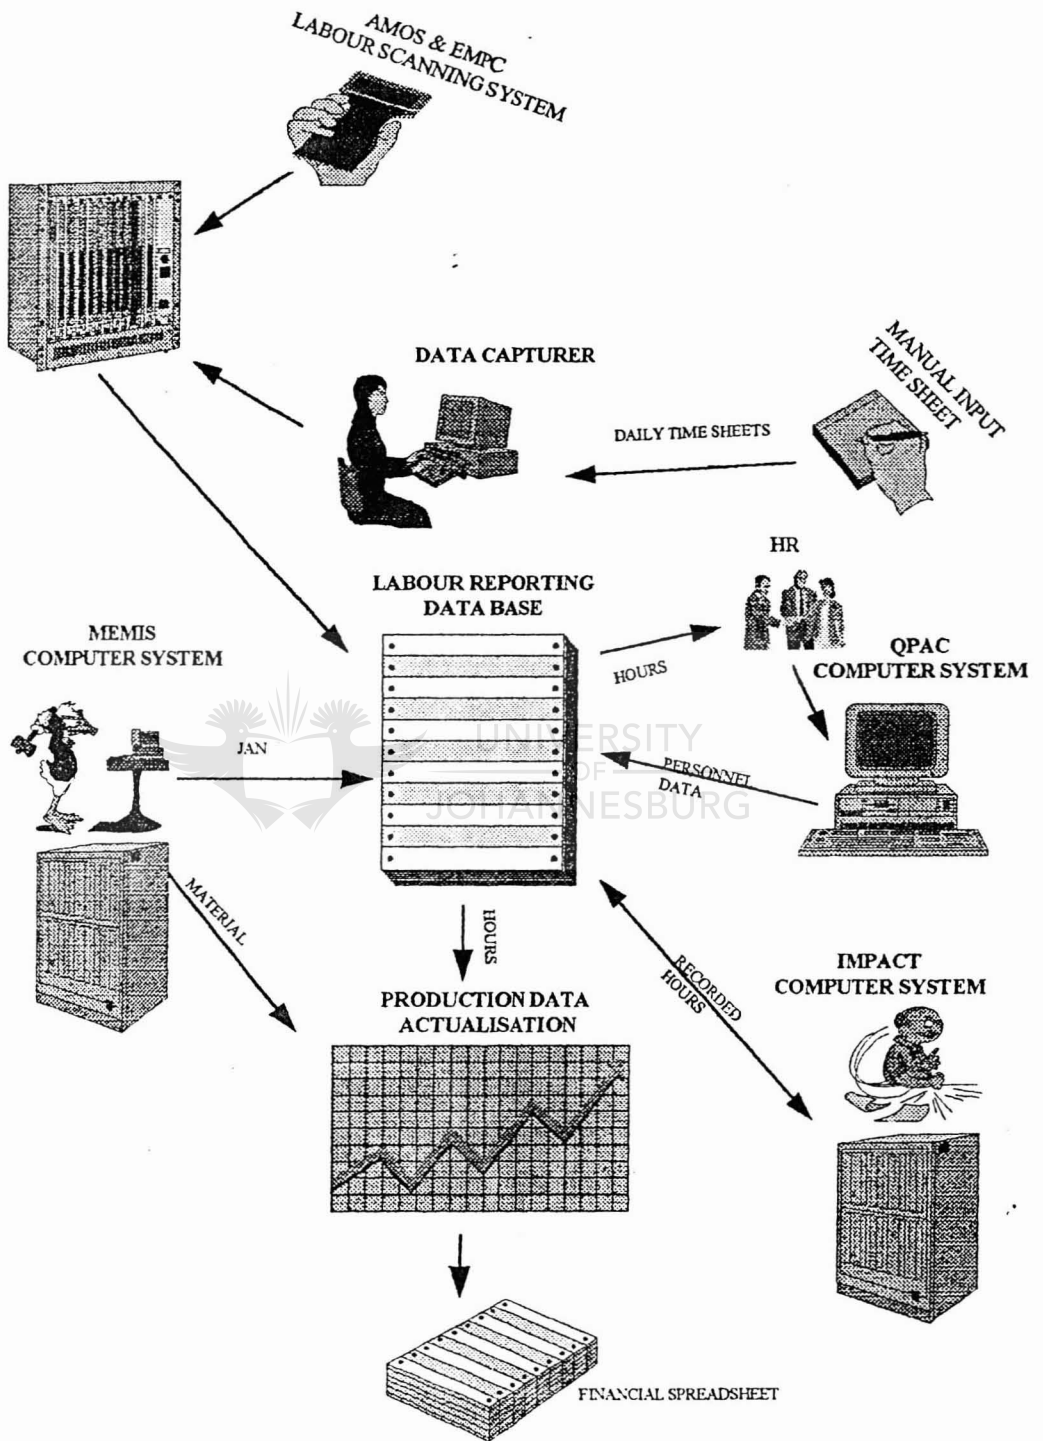 AMOS & EMPC
LABOUR SCANNING SYSTEM
DATA CAPTURER
MANUAL INPUT
TIME SHEET
DAILY TIME SHEETS
HR
LABOUR REPORTING
DATA BASE
MEMIS
COMPUTER SYSTEM
HOURS
QPAC
COMPUTER SYSTEM
JAN
UNIVERSITY
OF
JOHANNESBURG
PERSONNEL
DATA
MATERIAL
HOURS
RECORDED
HOURS
IMPACT
COMPUTER SYSTEM
PRODUCTION DATA
ACTUALISATION
FINANCIAL SPREADSHEET